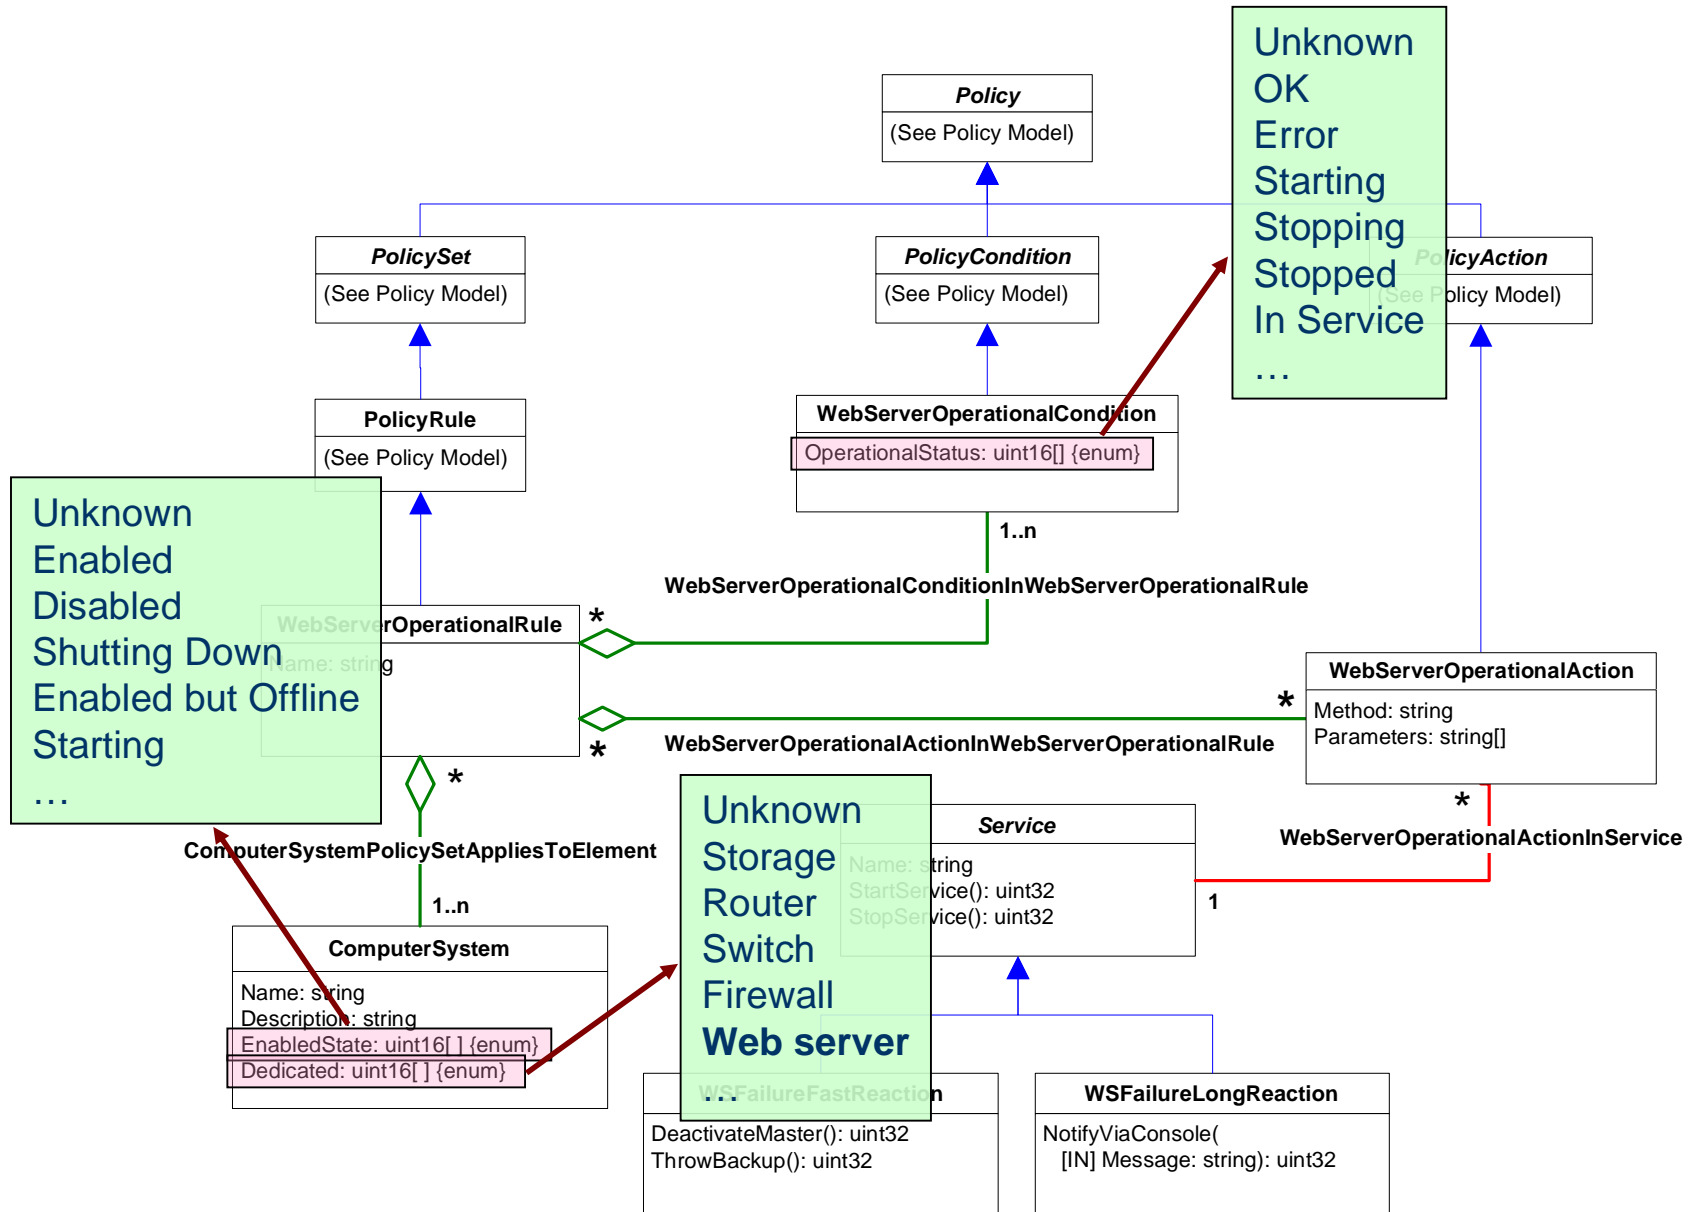 Policy
(See Policy Model)
Unknown
OK
Error
Starting
Stopping
Stopped
In Service
…
PolicySet
(See Policy Model)
PolicyCondition
(See Policy Model)
PolicyAction
(See Policy Model)
PolicyRule
(See Policy Model)
WebServerOperationalCondition
OperationalStatus: uint16[] {enum}
1..n
WebServerOperationalConditionInWebServerOperationalRule
Unknown
Enabled
Disabled
Shutting Down
Enabled but Offline
Starting
…
WebServerOperationalRule
Name: string
*
*
*
WebServerOperationalActionInWebServerOperationalRule
WebServerOperationalAction
Method: string
Parameters: string[]
*
WebServerOperationalActionInService
1
*
ComputerSystemPolicySetAppliesToElement
1..n
ComputerSystem
Name: string
Description: string
EnabledState: uint16[ ] {enum}
Dedicated: uint16[ ] {enum}
Unknown
Storage
Router
Switch
Firewall
Web server
…
Service
Name: string
StartService(): uint32
StopService(): uint32
WSFailureFastReaction
DeactivateMaster(): uint32
ThrowBackup(): uint32
WSFailureLongReaction
NotifyViaConsole(
[IN] Message: string): uint32